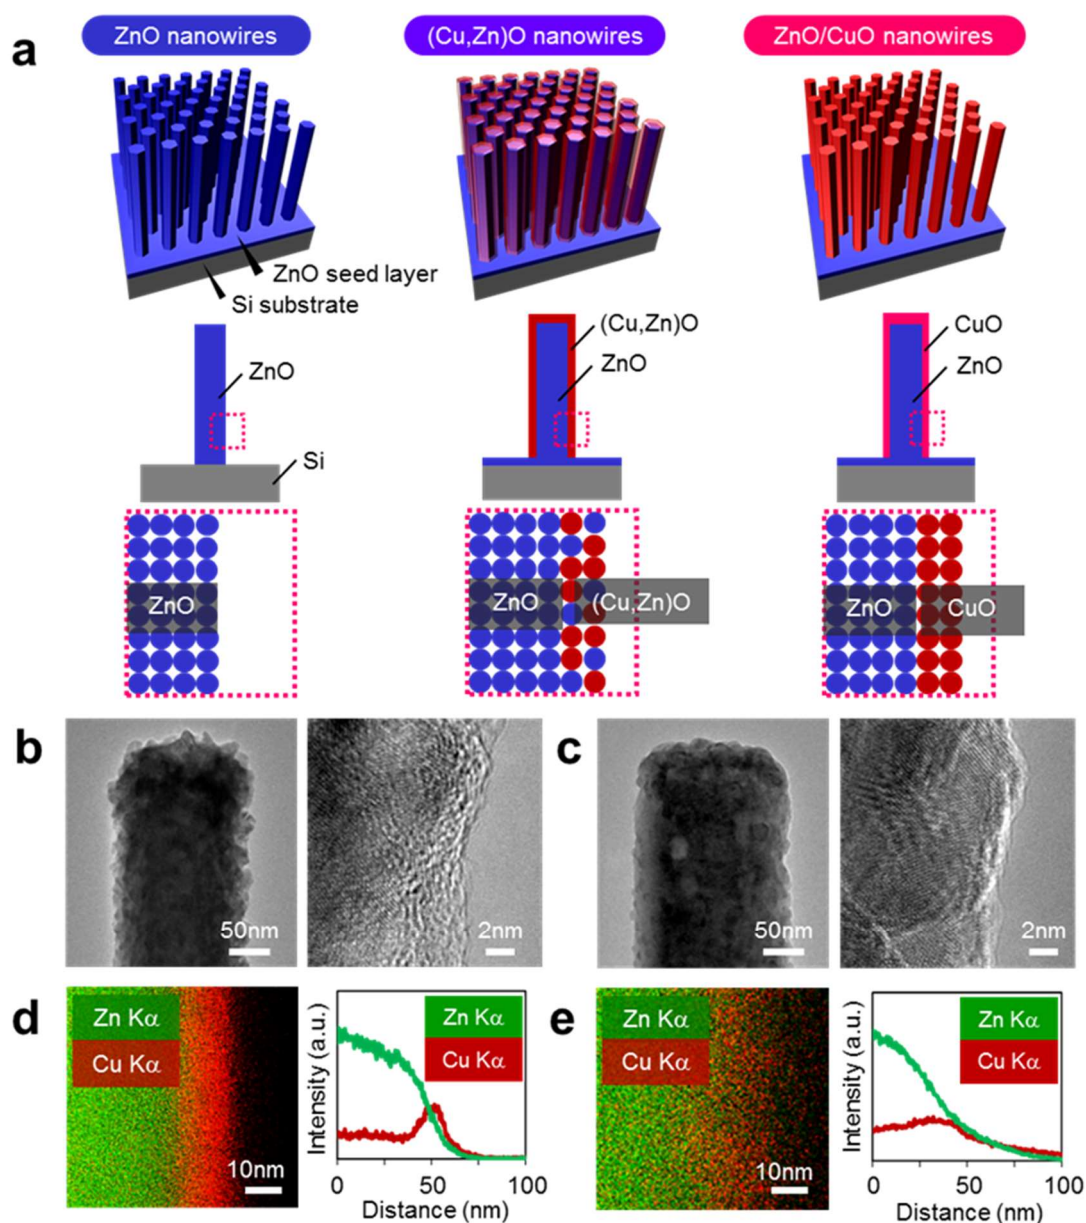 a
ZnO nanowires
(Cu,Zn)O nanowires
ZnO/CuO nanowires
ZnO seed layer
Si substrate
ZnO
Si
(Cu,Zn)O
ZnO
CuO
ZnO
ZnO
ZnO
(Cu,Zn)O
ZnO
CuO
b
50nm
2nm
c
50nm
2nm
d
Zn Kα
Cu Kα
10nm
Intensity (a.u.)
Zn Kα
Cu Kα
0
50
100
Distance (nm)
e
Zn Kα
Cu Kα
10nm
Intensity (a.u.)
Zn Kα
Cu Kα
0
50
100
Distance (nm)